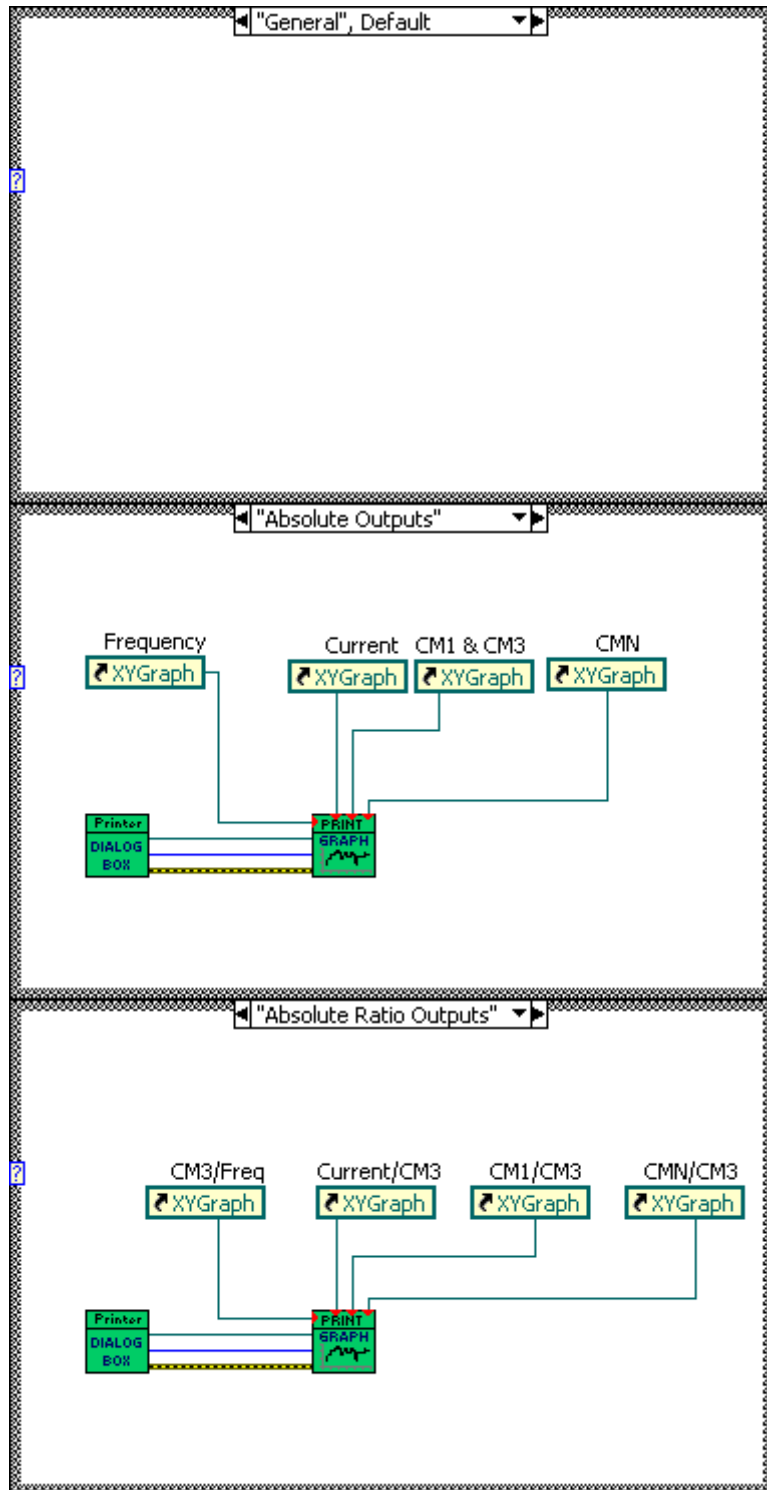 "General", Default
?
"Absolute Outputs"
Frequency
Current
CM1 & CM3
CMN
XYGraph
XYGraph
XYGraph
XYGraph
?
Printer
DIALOG
BOX
PRINT
GRAPH
"Absolute Ratio Outputs"
CM3/Freq
Current/CM3
CM1/CM3
CMN/CM3
?
XYGraph
XYGraph
XYGraph
XYGraph
Printer
DIALOG
BOX
PRINT
GRAPH